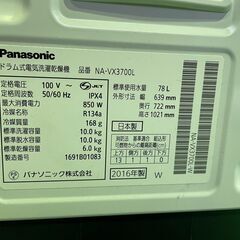 Panasonic
ドラム式電気洗濯乾燥機 品番 NA-VX3700L
定格電圧 100 V
定格周波数 50/60 Hz
JET
IPX4
定格消費電力 850 W
冷媒 R134a
冷媒量 168 g
標準洗濯容量 10.0 kg
標準脱水容量 10.0 kg
標準乾燥容量 6.0 kg
製造番号 1691B01083
パナソニック株式会社
標準使用水量 78 L
外形寸法 幅 639 mm
奥行 722 mm
高さ 1021 mm
日本製
2016年製 W
NA-VX3700L-W